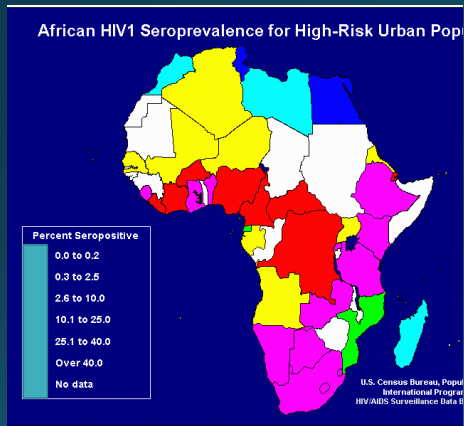 African HIV1 Seroprevalence for High-Risk Urban Popu
Percent Seropositive
0.0 to 0.2
0.3 to 2.5
2.6 to 10.0
10.1 to 25.0
25.1 to 40.0
Over 40.0
No data
U.S. Census Bureau, Popul
International Program
HIV/AIDS Surveillance Data B